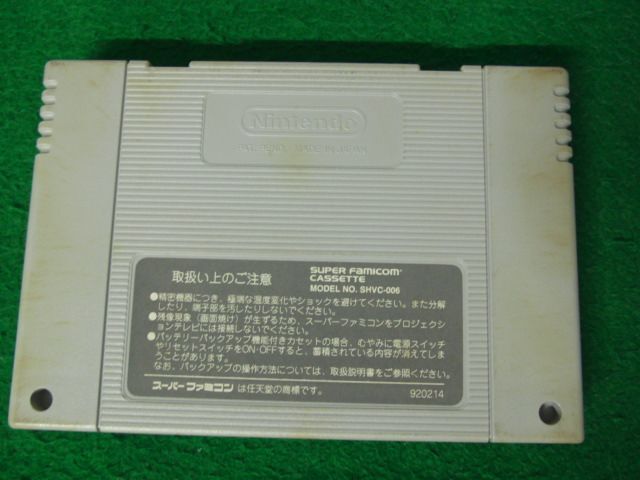 Nintendo
PAT. PEND. MADE IN JAPAN
取扱い上のご注意
SUPER FAMICOM
CASSETTE
MODEL NO. SHVC-006
●精密機器につき、極端な温度変化やショックを避けてください。また分解
したり、端子部を汚したりしないでください。
●残像現象（画面焼け）が生ずるため、スーパーファミコンをプロジェクシ
ョンテレビには接続しないでください。
●バッテリーバックアップ機能付きカセットの場合、むやみに電源スイッチ
やリセットスイッチをON・OFFすると、蓄積されている内容が消えてしま
うことがあります。
なお、バックアップの操作方法については、取扱説明書をご参照ください。
スーパーファミコン は任天堂の商標です。
920214